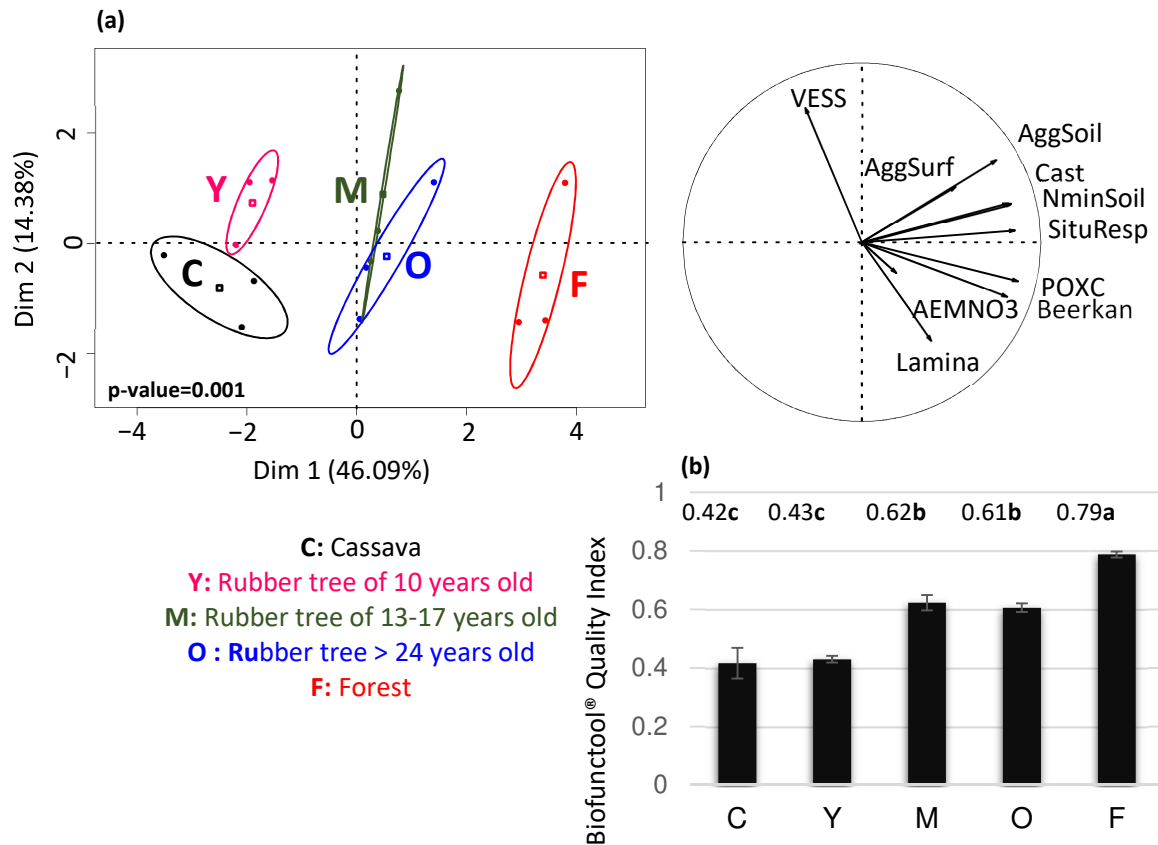 (a)
2
0
−2
Dim 2 (14.38%)
Y
M
C
O
F
p-value=0.001
−4
−2
0
2
4
Dim 1 (46.09%)
VESS
AggSoil
AggSurf
Cast
NminSoil
SituResp
POXC
AEMNO3
Beerkan
Lamina
C: Cassava
Y: Rubber tree of 10 years old
M: Rubber tree of 13-17 years old
O : Rubber tree > 24 years old
F: Forest
(b)
Biofunctool® Quality Index
1
0.42c 0.43c 0.62b 0.61b 0.79a
0.8
0.6
0.4
0.2
0
C Y M O F